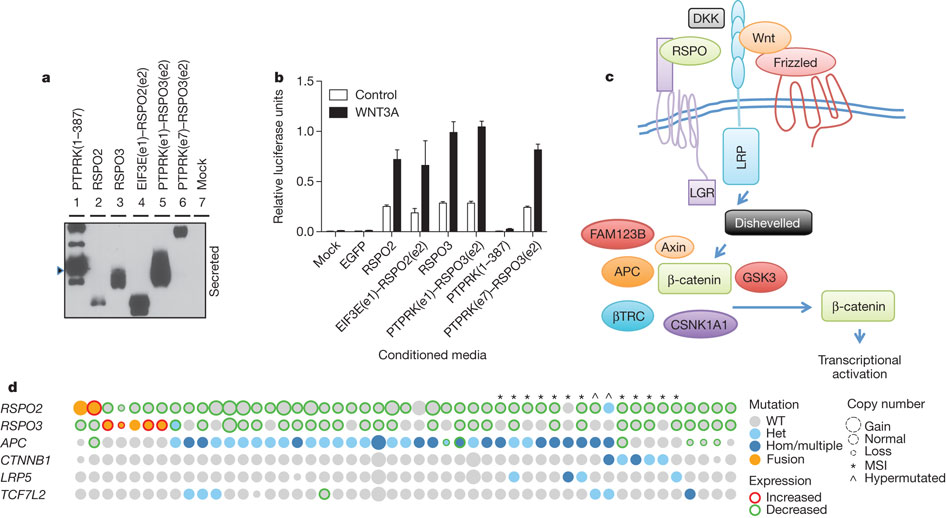 a
PTPRK(1–387)
RSPO2
RSPO3
EIF3E(e1)–RSPO2(e2)
PTPRK(e1)–RSPO3(e2)
PTPRK(e7)–RSPO3(e2)
Mock
1 2 3 4 5 6 7
Secreted
b
Relative luciferase units
1.5
1.0
0.5
0.0
Control
WNT3A
Mock
EGFP
RSPO2
EIF3E(e1)–RSPO2(e2)
RSPO3
PTPRK(e1)–RSPO3(e2)
PTPRK(1–387)
PTPRK(e7)–RSPO3(e2)
Conditioned media
c
DKK
RSPO
Wnt
Frizzled
LRP
LGR
Dishevelled
FAM123B
Axin
APC
β-catenin
GSK3
βTRC
CSNK1A1
β-catenin
Transcriptional
activation
d
* * * * * * * ^ ^ * * * * *
RSPO2
RSPO3
APC
CTNNB1
LRP5
TCF7L2
Mutation
WT
Het
Hom/multiple
Fusion
Expression
Increased
Decreased
Copy number
Gain
Normal
Loss
* MSI
^ Hypermutated